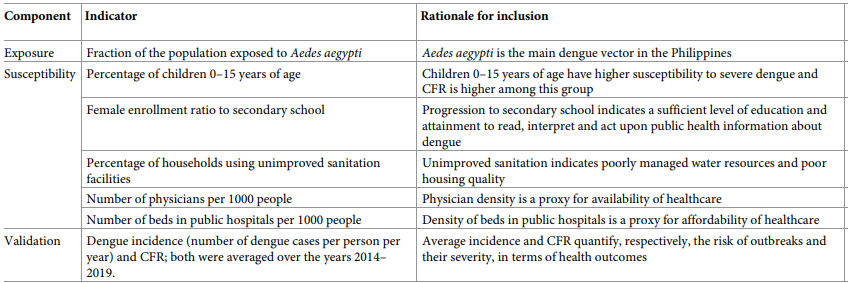 Component Indicator Rationale for inclusion
Exposure Fraction of the population exposed to Aedes aegypti Aedes aegypti is the main dengue vector in the Philippines
Susceptibility Percentage of children 0–15 years of age Children 0–15 years of age have higher susceptibility to severe dengue and
CFR is higher among this group
Female enrollment ratio to secondary school Progression to secondary school indicates a sufficient level of education and
attainment to read, interpret and act upon public health information about
dengue
Percentage of households using unimproved sanitation Unimproved sanitation indicates poorly managed water resources and poor
facilities housing quality
Number of physicians per 1000 people Physician density is a proxy for availability of healthcare
Number of beds in public hospitals per 1000 people Density of beds in public hospitals is a proxy for affordability of healthcare
Validation Dengue incidence (number of dengue cases per person per Average incidence and CFR quantify, respectively, the risk of outbreaks and
year) and CFR; both were averaged over the years 2014– their severity, in terms of health outcomes
2019.